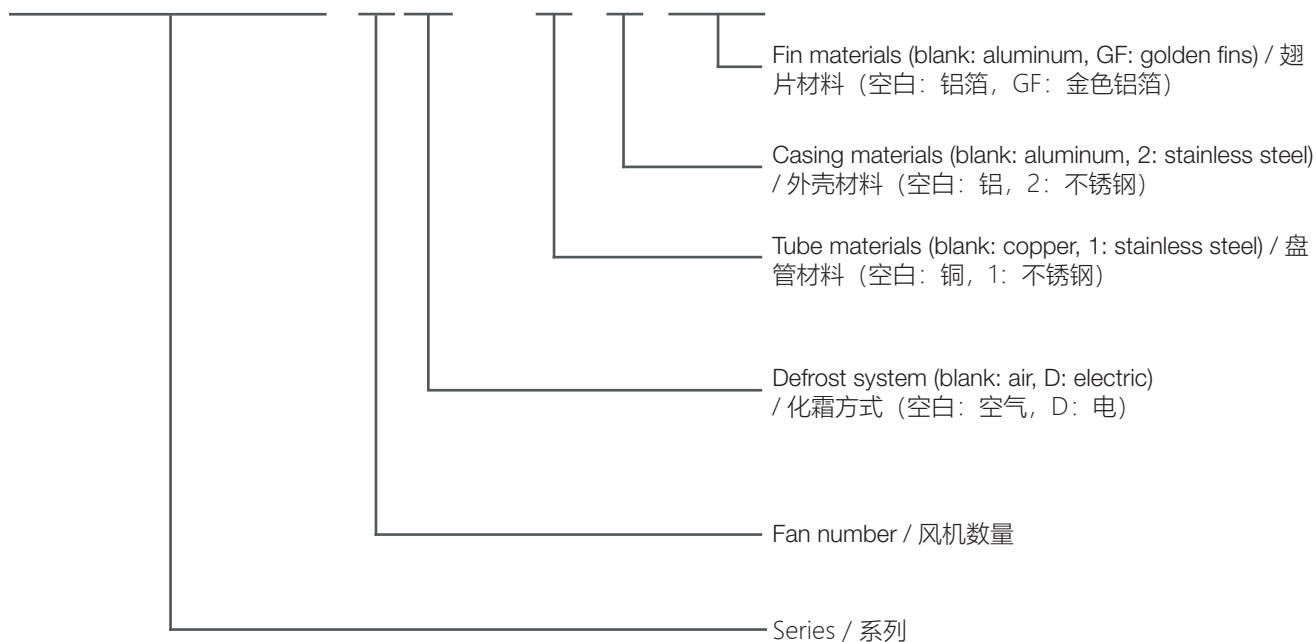 Fin materials (blank: aluminum, GF: golden fins) / 翅
片材料（空白：铝箔，GF：金色铝箔）
Casing materials (blank: aluminum, 2: stainless steel)
/ 外壳材料（空白：铝，2：不锈钢）
Tube materials (blank: copper, 1: stainless steel) / 盘
管材料（空白：铜，1：不锈钢）
Defrost system (blank: air, D: electric)
/ 化霜方式（空白：空气，D：电）
Fan number / 风机数量
Series / 系列